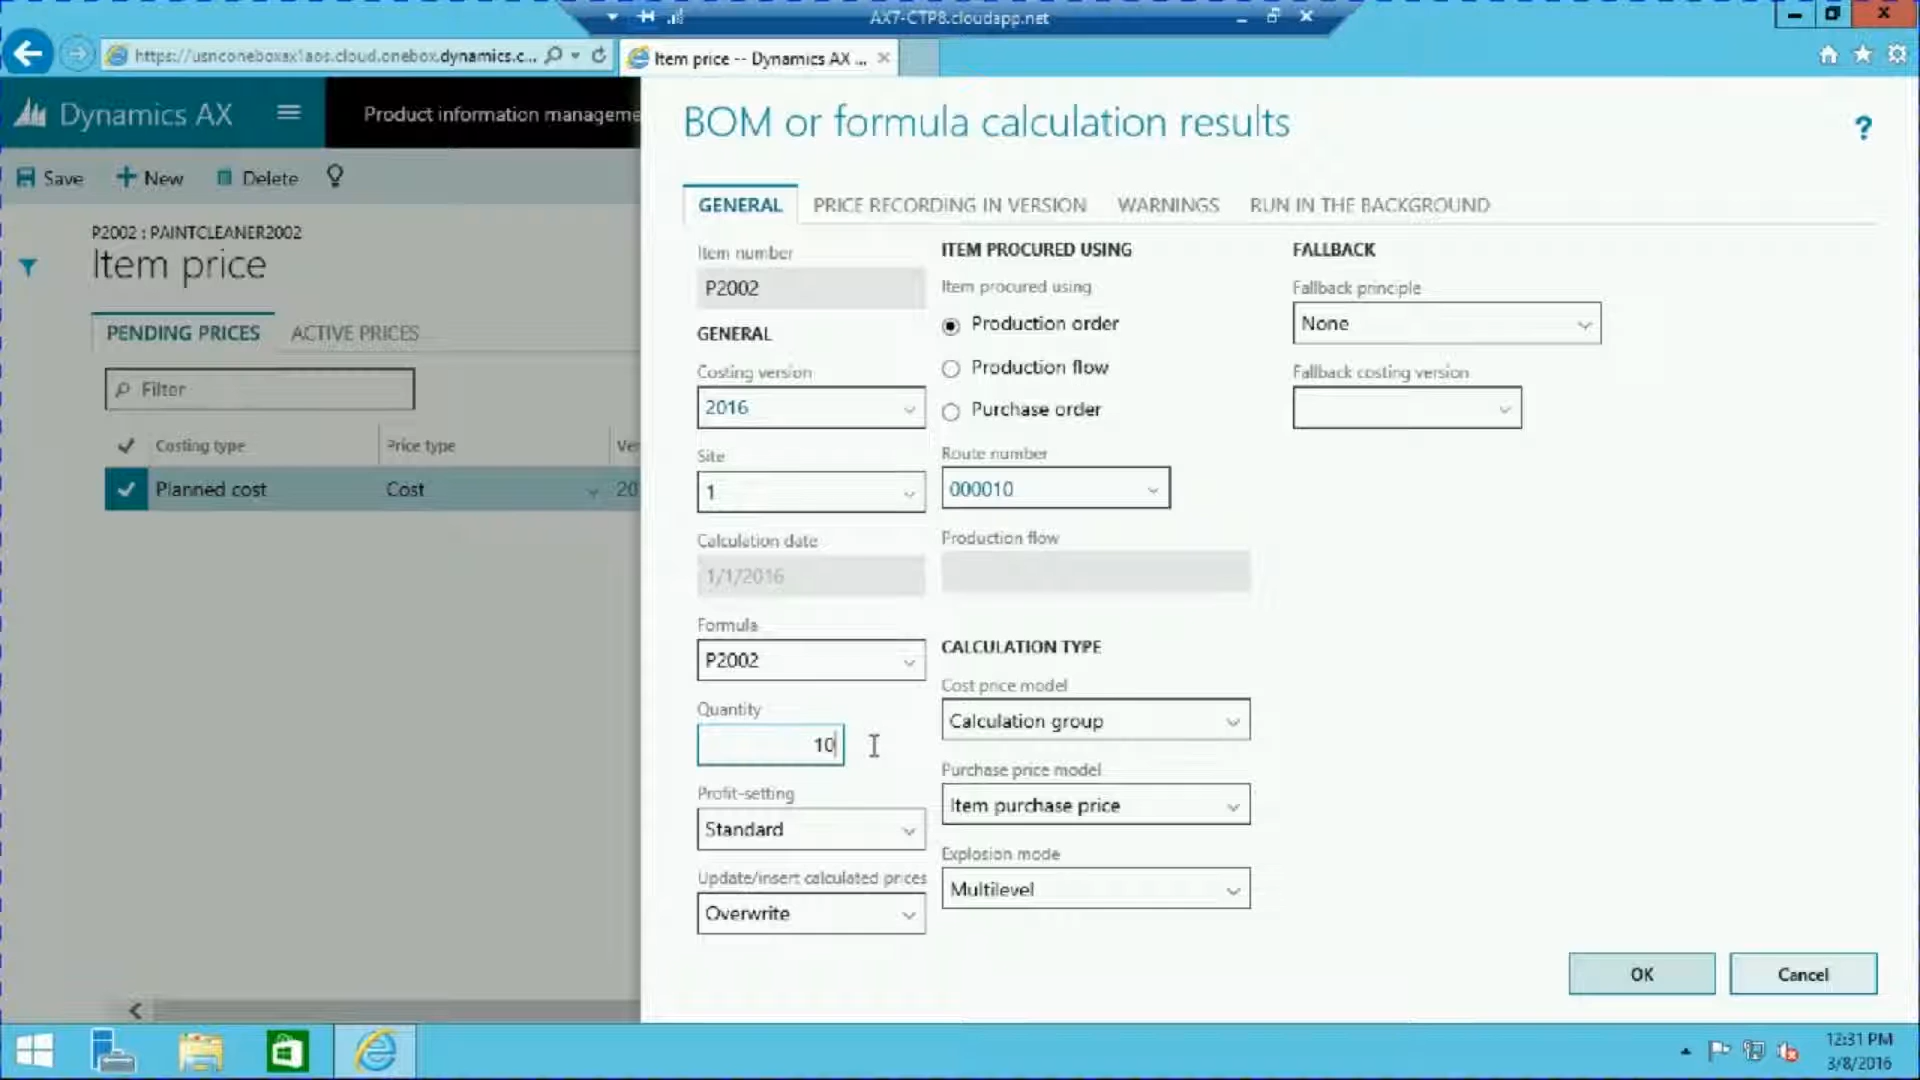 AX7-CTP8.cloudapp.net
https://usnconeboxax1aos.cloud.onebox.dynamics.c...
Item price -- Dynamics AX ...
Dynamics AX
Product information manageme
Save
New
Delete
P2002 : PAINTCLEANER2002
Item price
PENDING PRICES
ACTIVE PRICES
Filter
Costing type
Price type
Ver
Planned cost
Cost
20
BOM or formula calculation results
?
GENERAL
PRICE RECORDING IN VERSION
WARNINGS
RUN IN THE BACKGROUND
Item number
P2002
GENERAL
Costing version
2016
Site
1
Calculation date
1/1/2016
Formula
P2002
Quantity
10
Profit-setting
Standard
Update/insert calculated prices
Overwrite
ITEM PROCURED USING
Item procured using
Production order
Production flow
Purchase order
Route number
000010
Production flow
CALCULATION TYPE
Cost price model
Calculation group
Purchase price model
Item purchase price
Explosion mode
Multilevel
FALLBACK
Fallback principle
None
Fallback costing version
OK
Cancel
12:31 PM
3/8/2016